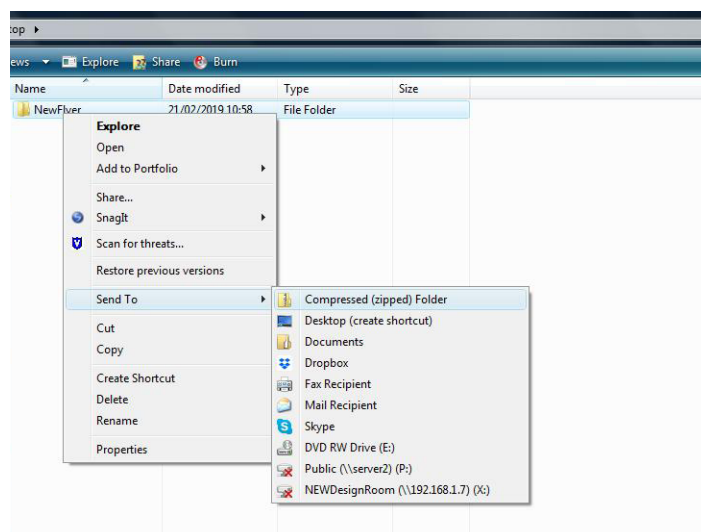 top
ews Explore Share Burn
Name Date modified Type Size
NewFlyer 21/02/2019 10:58 File Folder
Explore
Open
Add to Portfolio
Share...
SnagIt
Scan for threats...
Restore previous versions
Send To
Cut
Copy
Create Shortcut
Delete
Rename
Properties
Compressed (zipped) Folder
Desktop (create shortcut)
Documents
Dropbox
Fax Recipient
Mail Recipient
Skype
DVD RW Drive (E:)
Public (\\server2) (P:)
NEWDesignRoom (\\192.168.1.7) (X:)